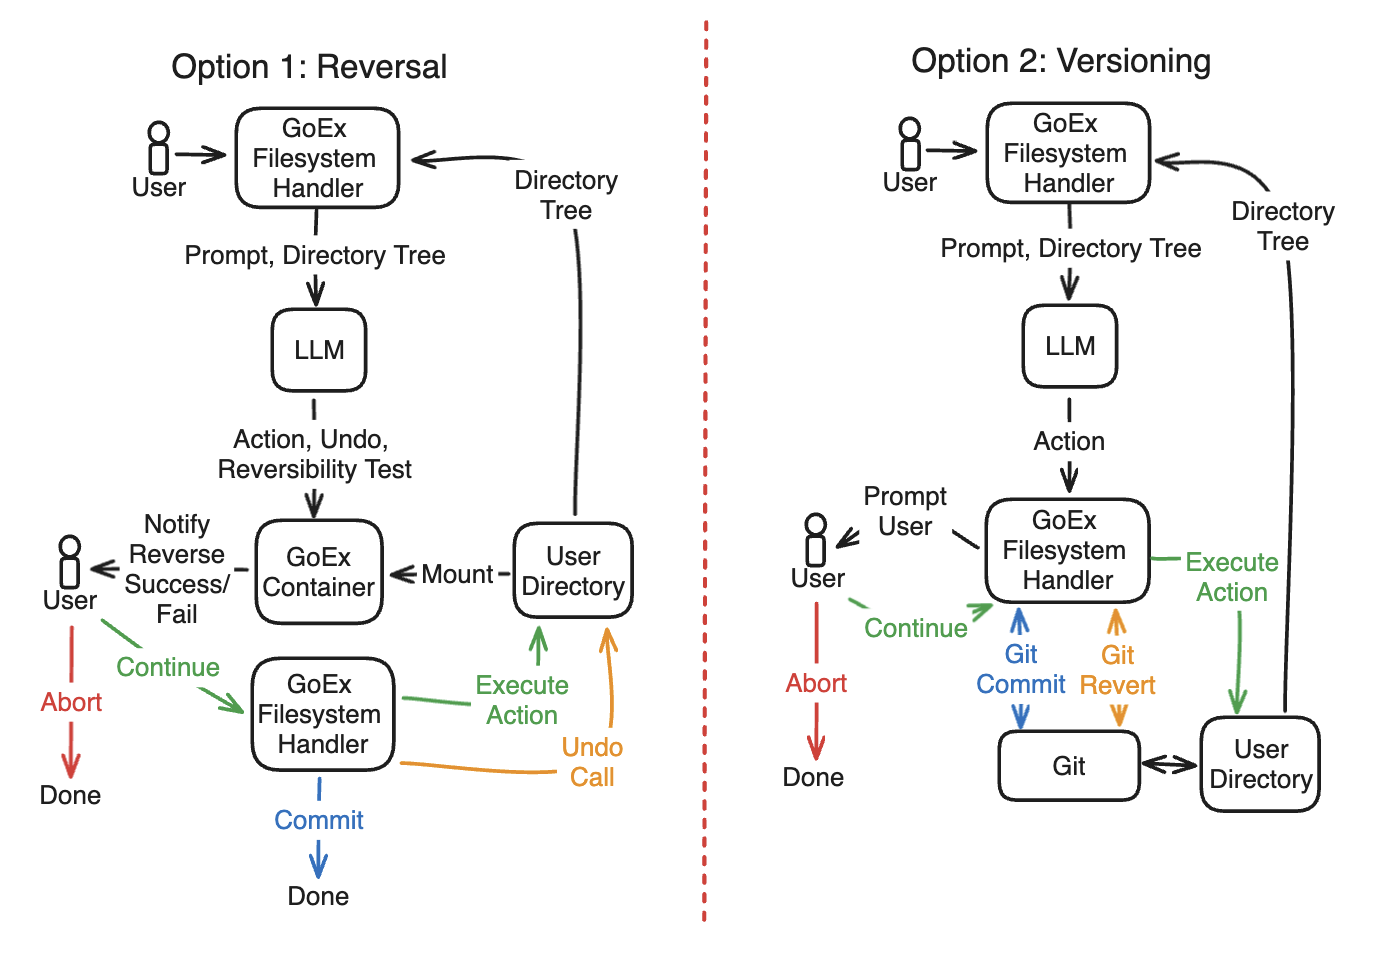 Option 1: Reversal
GoEx
Filesystem
Handler
User
Directory
Tree
Prompt, Directory Tree
LLM
Action, Undo,
Reversibility Test
Notify
Reverse
Success/
Fail
User
GoEx
Container
Mount
User
Directory
Continue
Abort
Done
GoEx
Filesystem
Handler
Execute
Action
Undo
Call
Commit
Done
Option 2: Versioning
GoEx
Filesystem
Handler
User
Directory
Tree
Prompt, Directory Tree
LLM
Action
Prompt
User
User
GoEx
Filesystem
Handler
Execute
Action
Continue
Abort
Done
Git
Commit
Git
Revert
Git
User
Directory